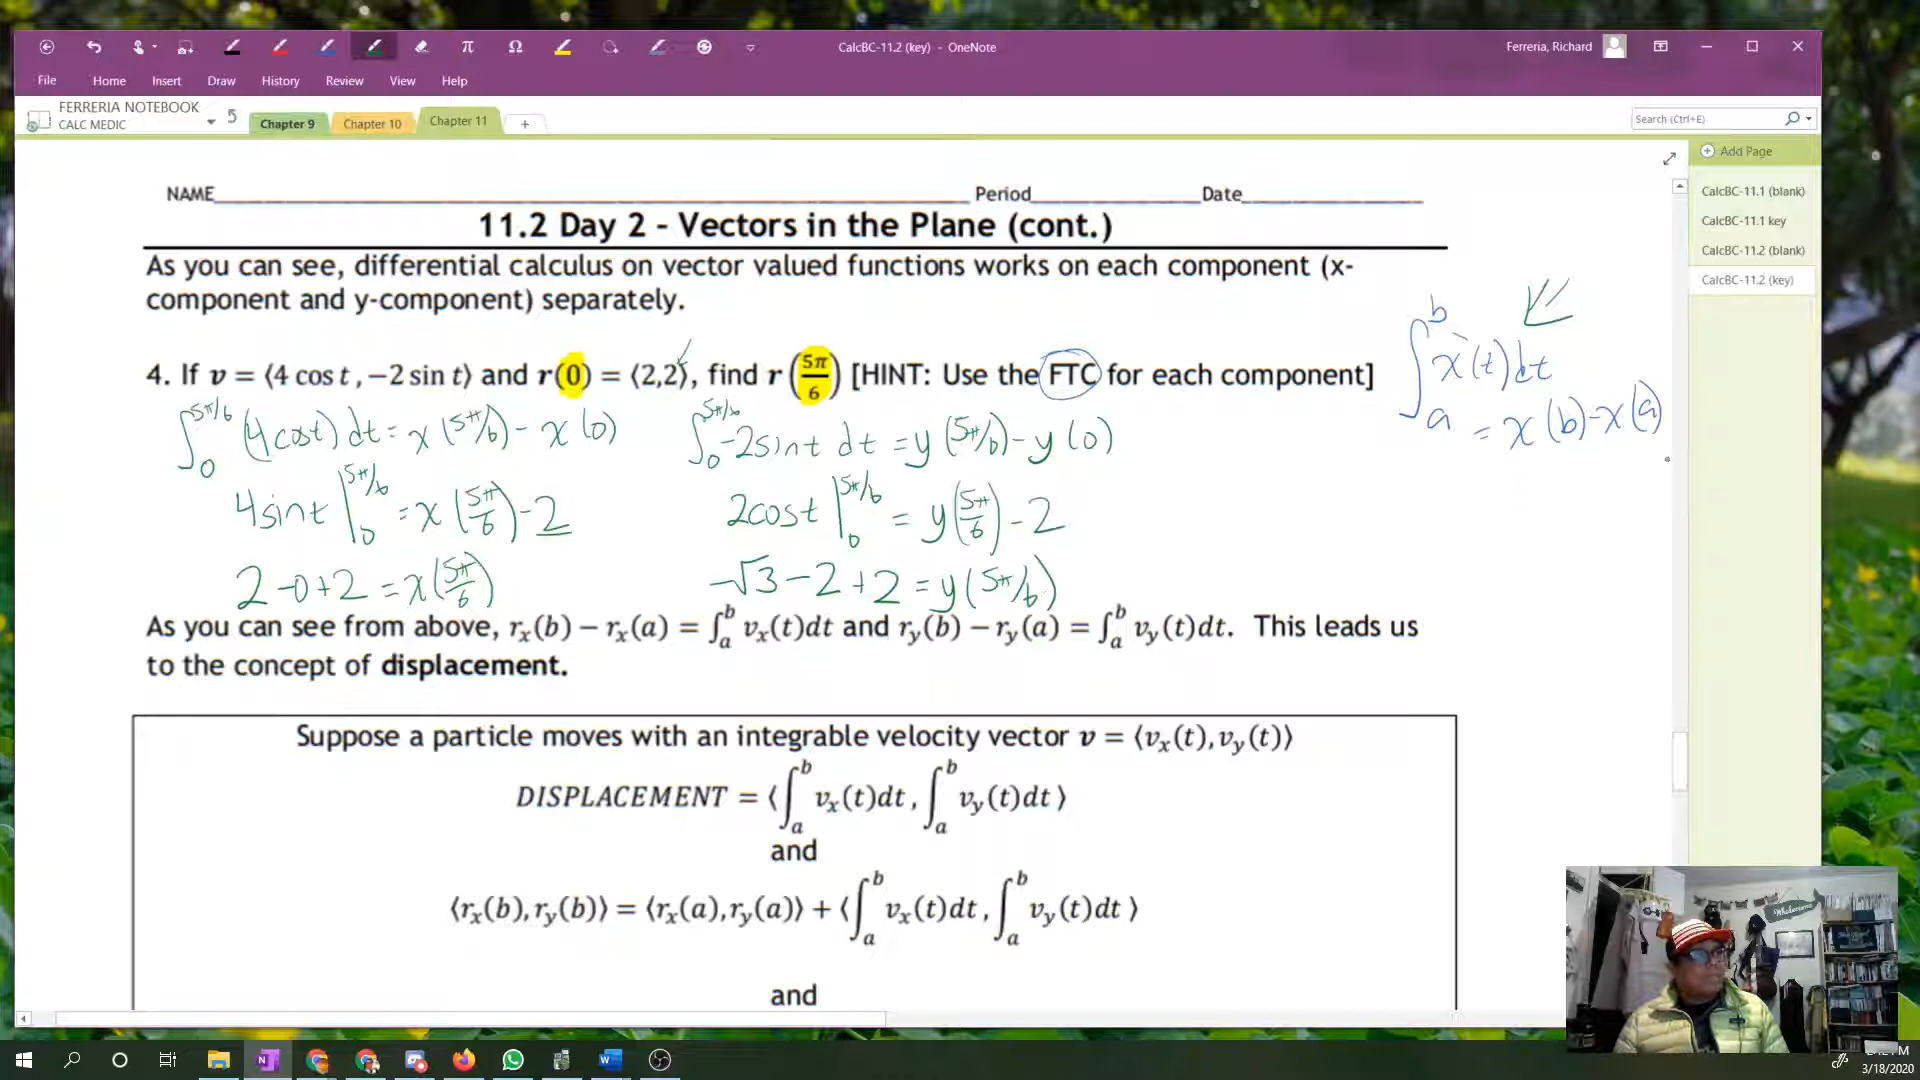 CalcBC-11.2 (key) - OneNote
Ferreria, Richard
File Home Insert Draw History Review View Help
FERRERIA NOTEBOOK
CALC MEDIC
5
Chapter 9 Chapter 10 Chapter 11 +
Search (Ctrl+E)
Add Page
CalcBC-11.1 (blank)
CalcBC-11.1 key
CalcBC-11.2 (blank)
CalcBC-11.2 (key)
NAME Period Date
11.2 Day 2 - Vectors in the Plane (cont.)
As you can see, differential calculus on vector valued functions works on each component (x-
component and y-component) separately.
4. If v = ⟨4 cos t , −2 sin t⟩ and r(0) = ⟨2,2⟩, find r(5π/6) [HINT: Use the FTC for each component]
∫_a^b x'(t)dt
= x(b)-x(a)
∫_0^{5π/6} (4cost)dt = x(5π/6) - x(0) ∫_0^{5π/6} -2sint dt = y(5π/6) - y(0)
4sint |_0^{5π/6} = x(5π/6) - 2 2cost |_0^{5π/6} = y(5π/6) - 2
2-0+2 = x(5π/6) -√3 - 2 + 2 = y(5π/6)
As you can see from above, r_x(b) − r_x(a) = ∫_a^b v_x(t)dt and r_y(b) − r_y(a) = ∫_a^b v_y(t)dt. This leads us
to the concept of displacement.
Suppose a particle moves with an integrable velocity vector v = ⟨v_x(t), v_y(t)⟩
DISPLACEMENT = ⟨∫_a^b v_x(t)dt , ∫_a^b v_y(t)dt⟩
and
⟨r_x(b), r_y(b)⟩ = ⟨r_x(a), r_y(a)⟩ + ⟨∫_a^b v_x(t)dt , ∫_a^b v_y(t)dt⟩
and
3/18/2020